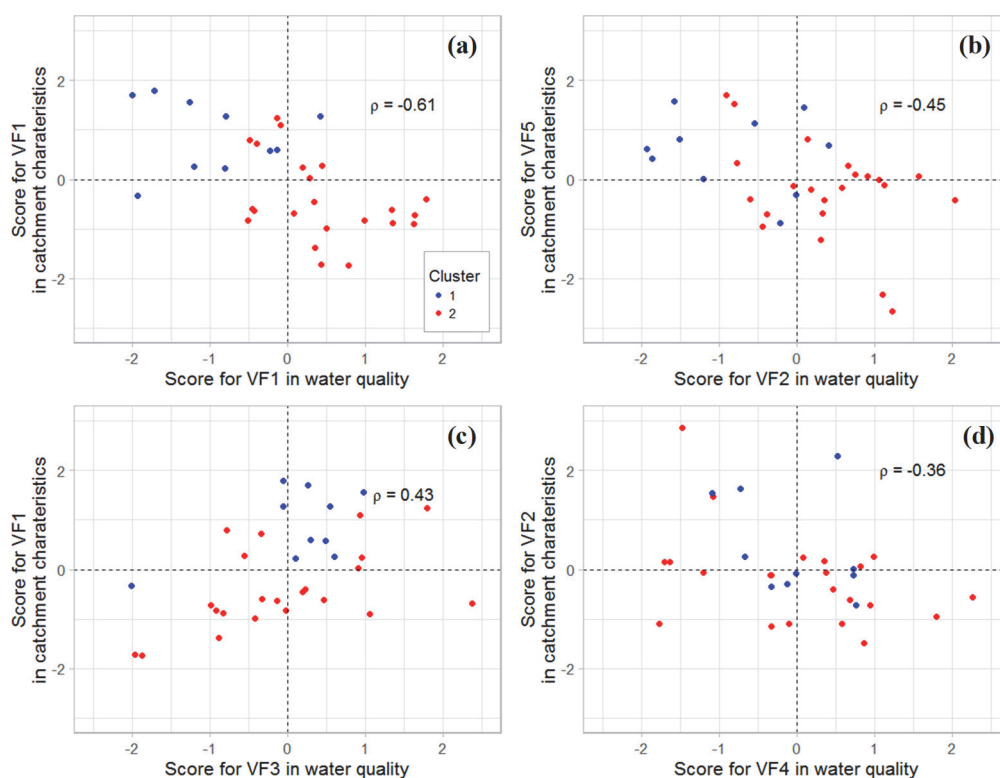 (a)
ρ = -0.61
Score for VF1
in catchment charateristics
2
0
-2
Cluster
1
2
-2
-1
0
1
2
Score for VF1 in water quality
(b)
ρ = -0.45
Score for VF5
in catchment charateristics
2
0
-2
-2
-1
0
1
2
Score for VF2 in water quality
(c)
ρ = 0.43
Score for VF1
in catchment charateristics
2
0
-2
-2
-1
0
1
2
Score for VF3 in water quality
(d)
ρ = -0.36
Score for VF2
in catchment charateristics
2
0
-2
-2
-1
0
1
2
Score for VF4 in water quality